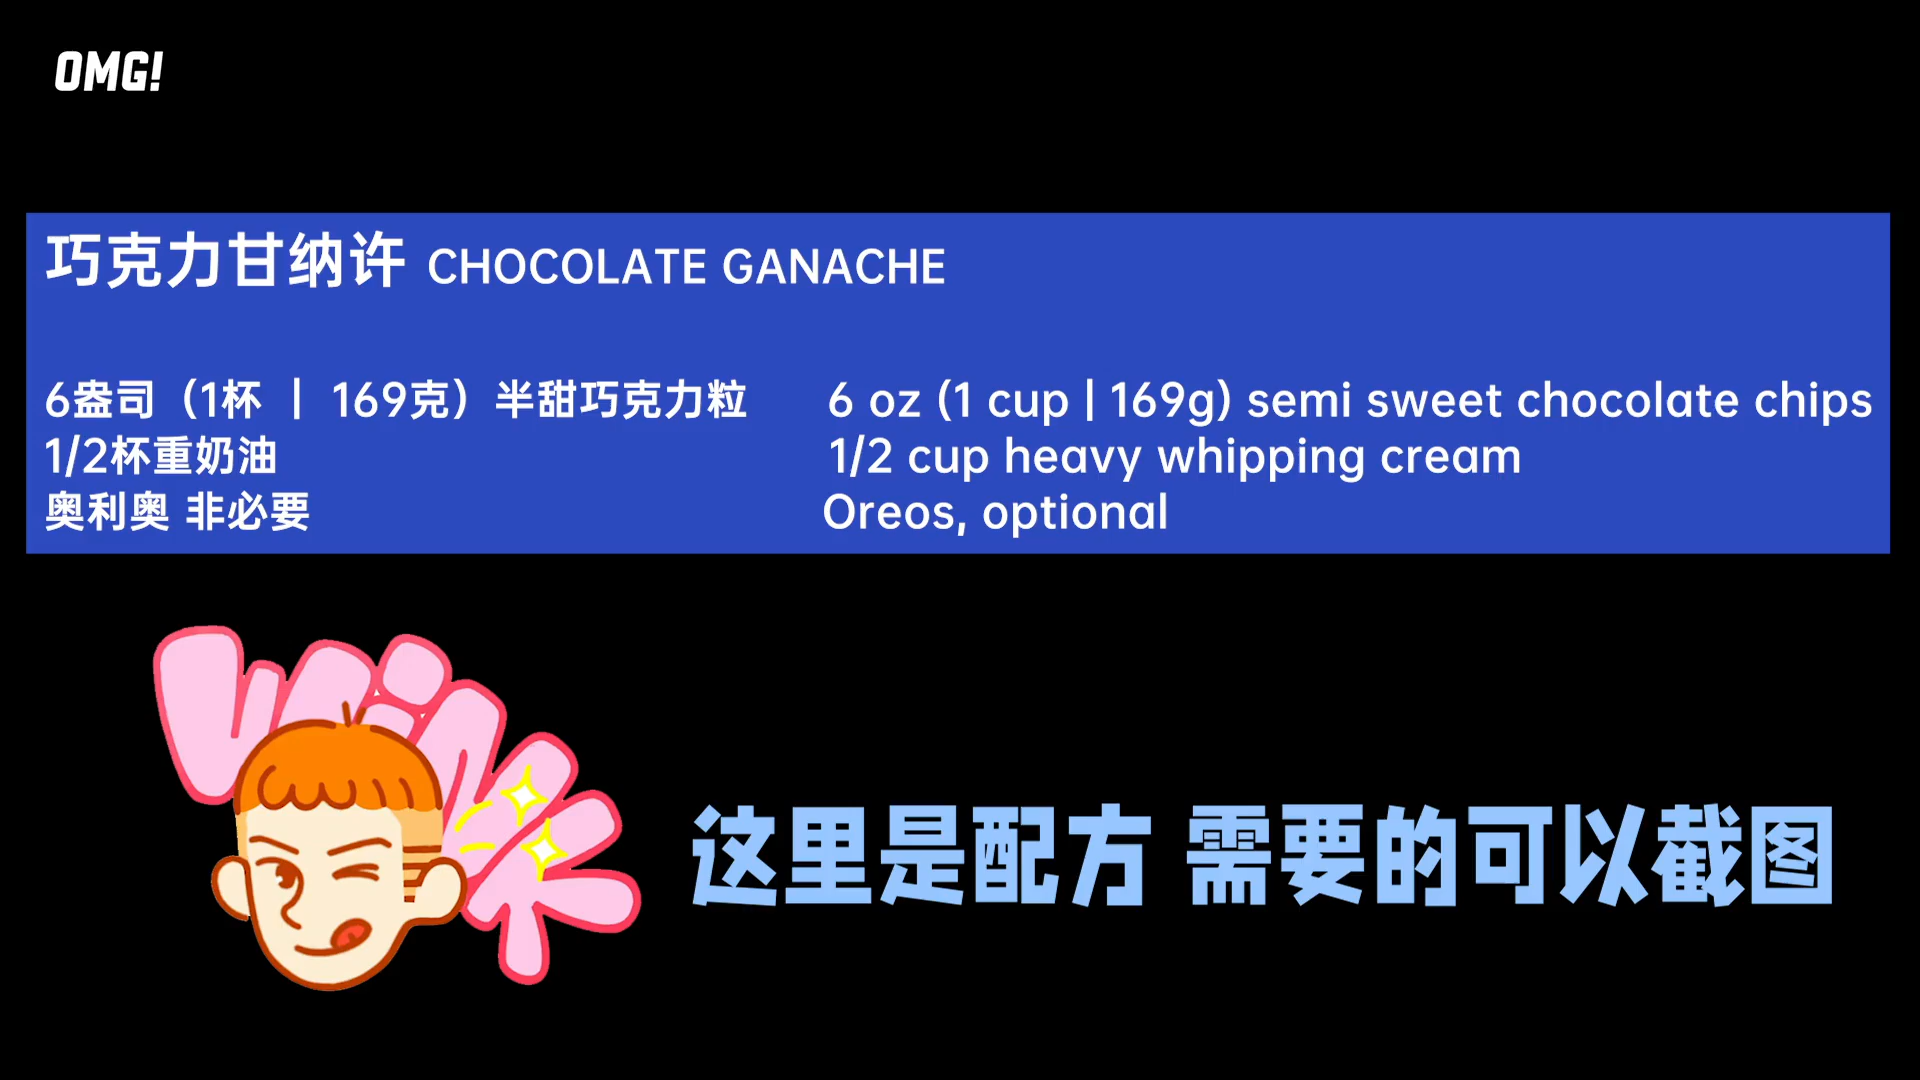 OMG!
巧克力甘纳许 CHOCOLATE GANACHE
6盎司（1杯 | 169克）半甜巧克力粒 6 oz (1 cup | 169g) semi sweet chocolate chips
1/2杯重奶油 1/2 cup heavy whipping cream
奥利奥 非必要 Oreos, optional
Wink
这里是配方 需要的可以截图